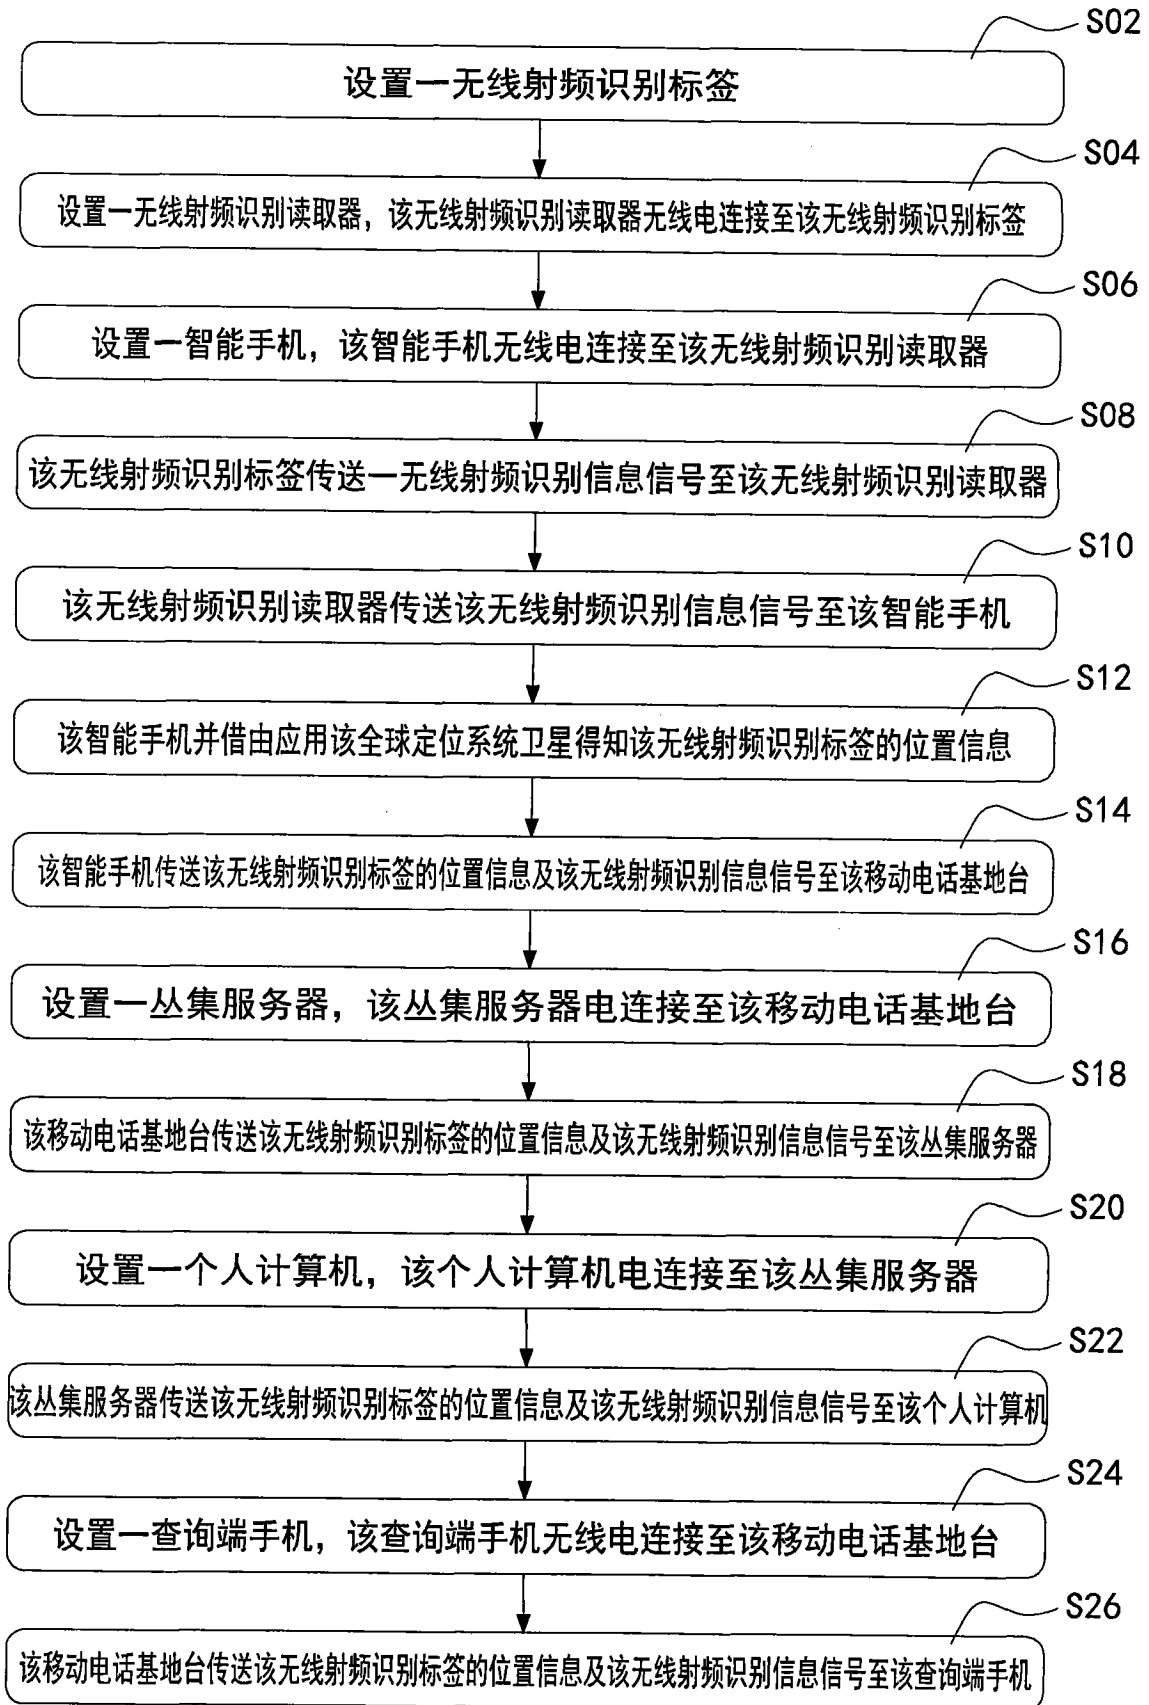 S02
设置一无线射频识别标签
S04
设置一无线射频识别读取器，该无线射频识别读取器无线电连接至该无线射频识别标签
S06
设置一智能手机，该智能手机无线电连接至该无线射频识别读取器
S08
该无线射频识别标签传送一无线射频识别信息信号至该无线射频识别读取器
S10
该无线射频识别读取器传送该无线射频识别信息信号至该智能手机
S12
该智能手机并借由应用该全球定位系统卫星得知该无线射频识别标签的位置信息
S14
该智能手机传送该无线射频识别标签的位置信息及该无线射频识别信息信号至该移动电话基地台
S16
设置一丛集服务器，该丛集服务器电连接至该移动电话基地台
S18
该移动电话基地台传送该无线射频识别标签的位置信息及该无线射频识别信息信号至该丛集服务器
S20
设置一个人计算机，该个人计算机电连接至该丛集服务器
S22
该丛集服务器传送该无线射频识别标签的位置信息及该无线射频识别信息信号至该个人计算机
S24
设置一查询端手机，该查询端手机无线电连接至该移动电话基地台
S26
该移动电话基地台传送该无线射频识别标签的位置信息及该无线射频识别信息信号至该查询端手机